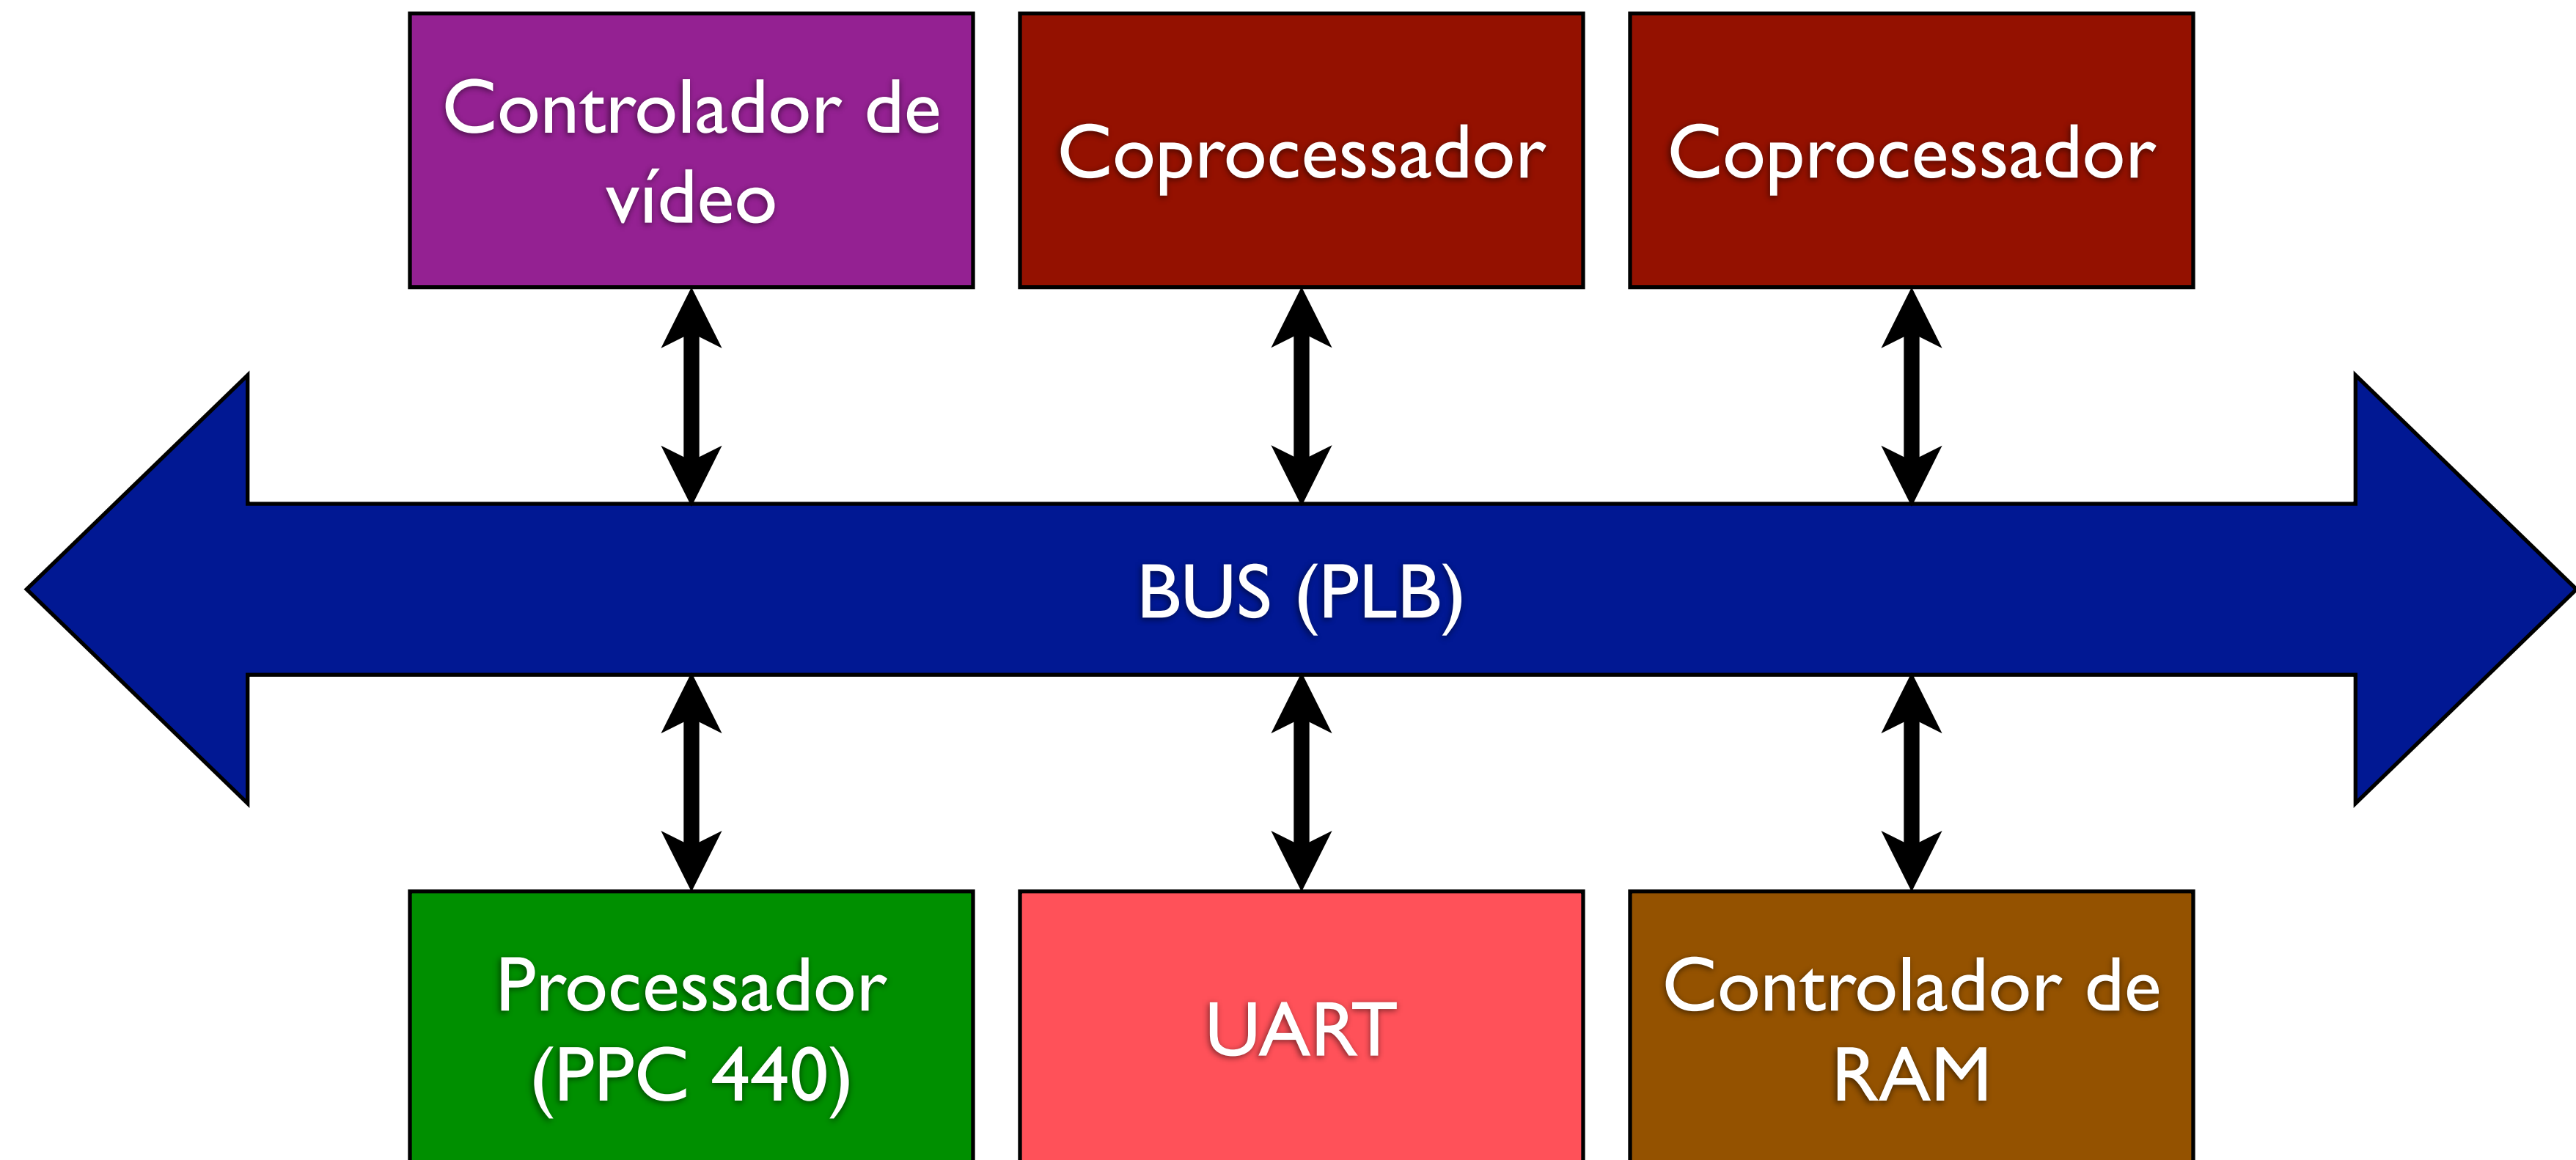 Controlador de
vídeo
Coprocessador
Coprocessador
BUS (PLB)
Processador
(PPC 440)
UART
Controlador de
RAM